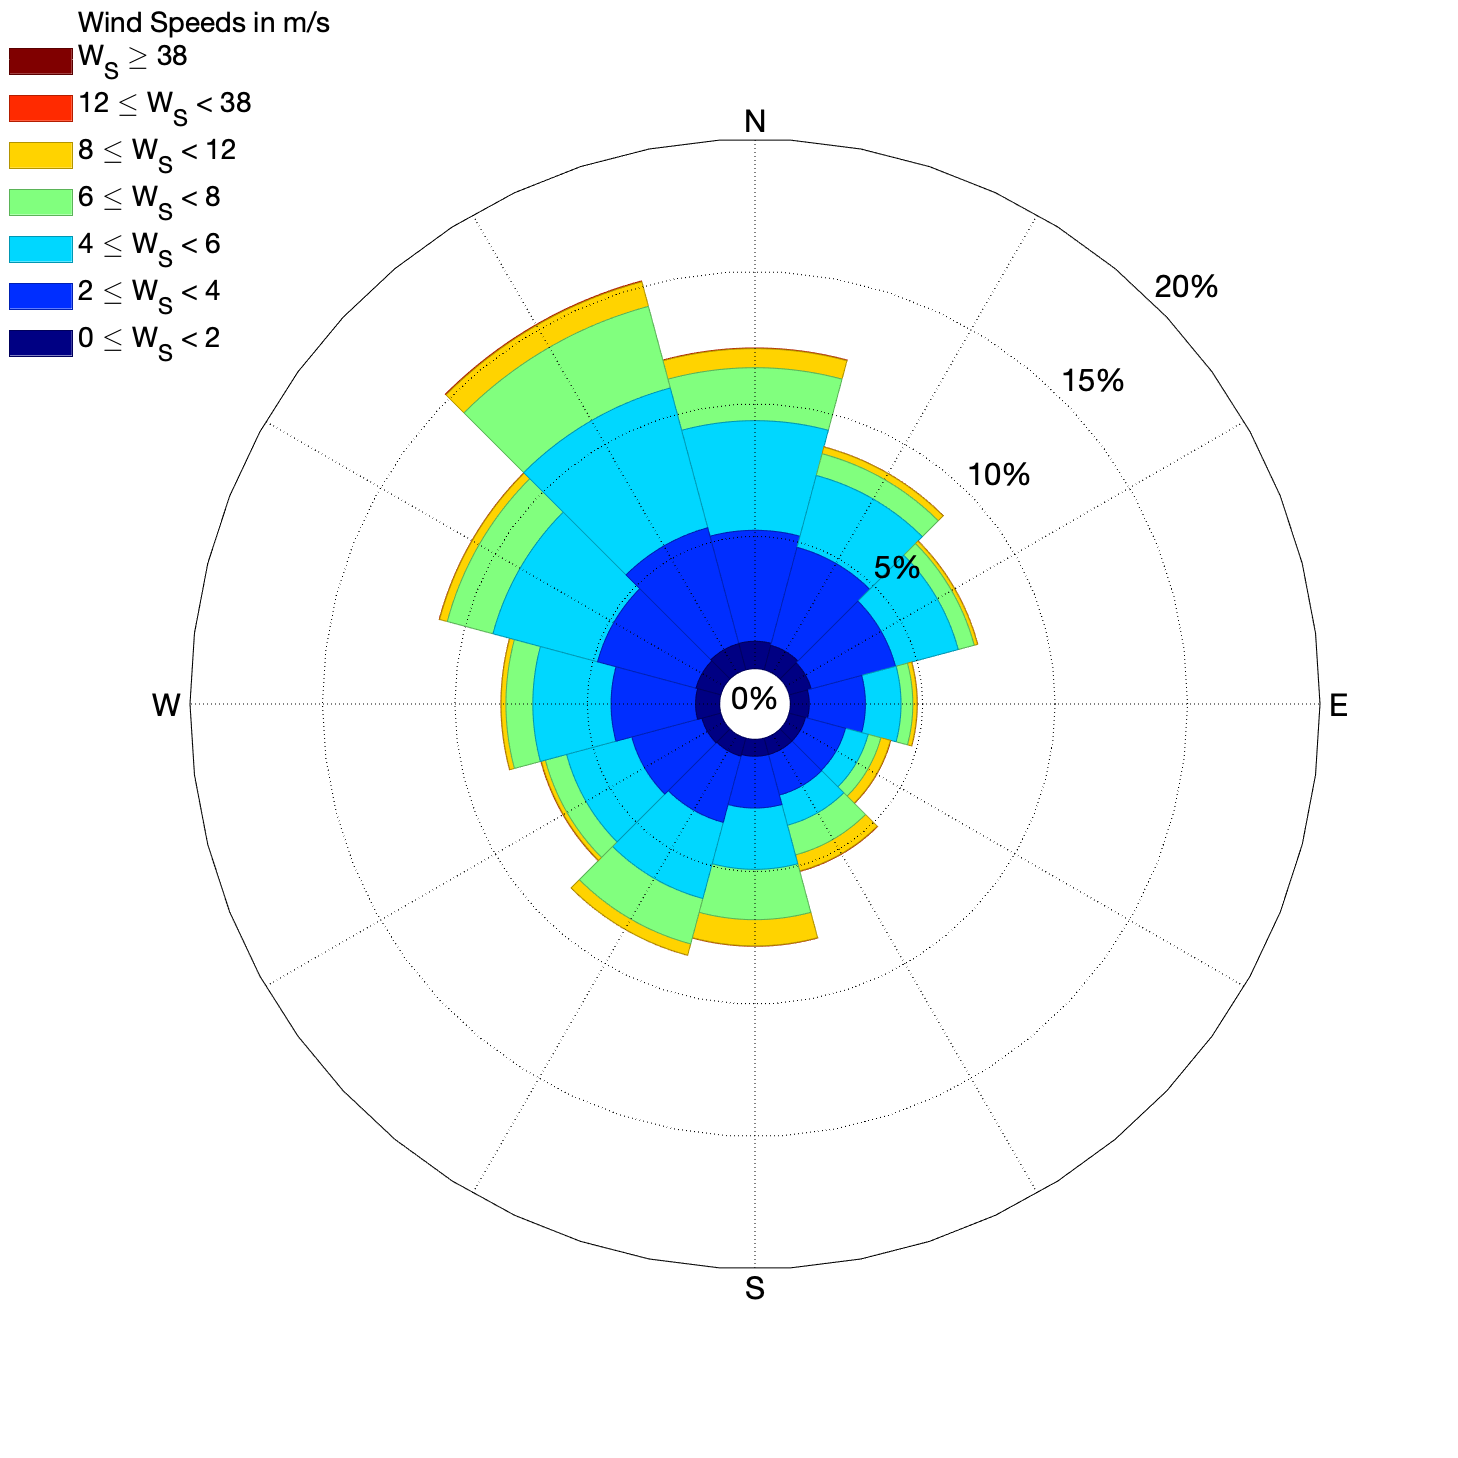 Wind Speeds in m/s
W_S ≥ 38
12 ≤ W_S < 38
8 ≤ W_S < 12
6 ≤ W_S < 8
4 ≤ W_S < 6
2 ≤ W_S < 4
0 ≤ W_S < 2
N
20%
15%
10%
5%
0%
W
E
S